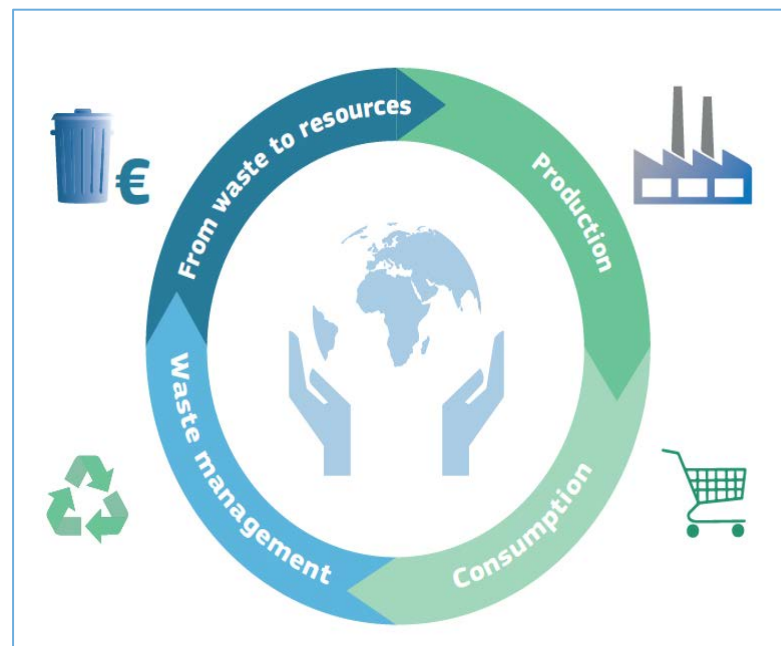 From waste to resources
Production
Consumption
Waste management
€